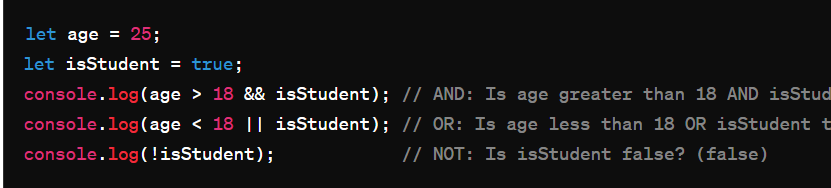 let age = 25;
let isStudent = true;
console.log(age > 18 && isStudent); // AND: Is age greater than 18 AND isStud
console.log(age < 18 || isStudent); // OR: Is age less than 18 OR isStudent t
console.log(!isStudent);            // NOT: Is isStudent false? (false)